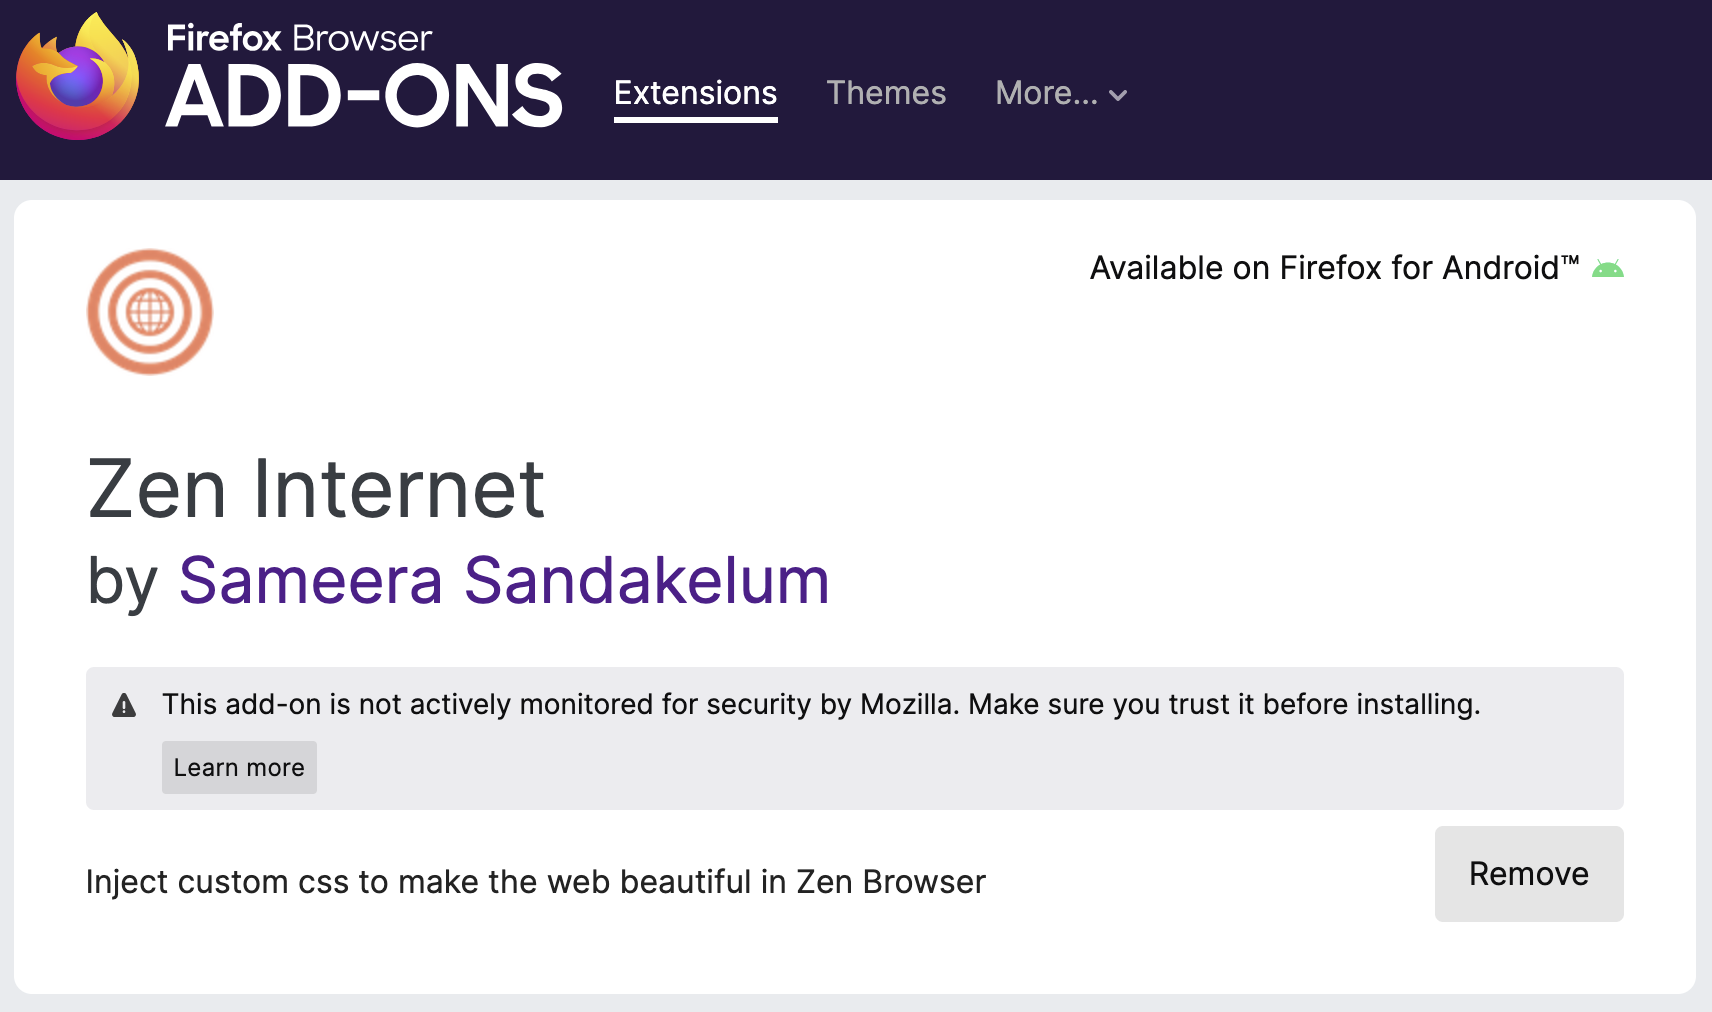 Firefox Browser
ADD-ONS
Extensions
Themes
More...
Available on Firefox for Android™
Zen Internet
by Sameera Sandakelum
This add-on is not actively monitored for security by Mozilla. Make sure you trust it before installing.
Learn more
Inject custom css to make the web beautiful in Zen Browser
Remove